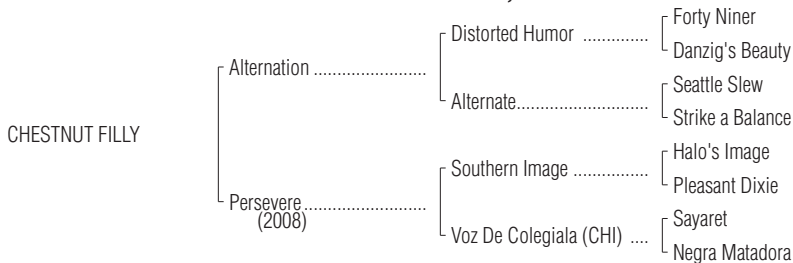 Forty Niner
Distorted Humor ..............
Danzig's Beauty
Alternation ........................
Seattle Slew
Alternate............................
Strike a Balance
CHESTNUT FILLY
Halo's Image
Southern Image ................
Pleasant Dixie
Persevere ..........................
(2008)
Sayaret
Voz De Colegiala (CHI) ....
Negra Matadora